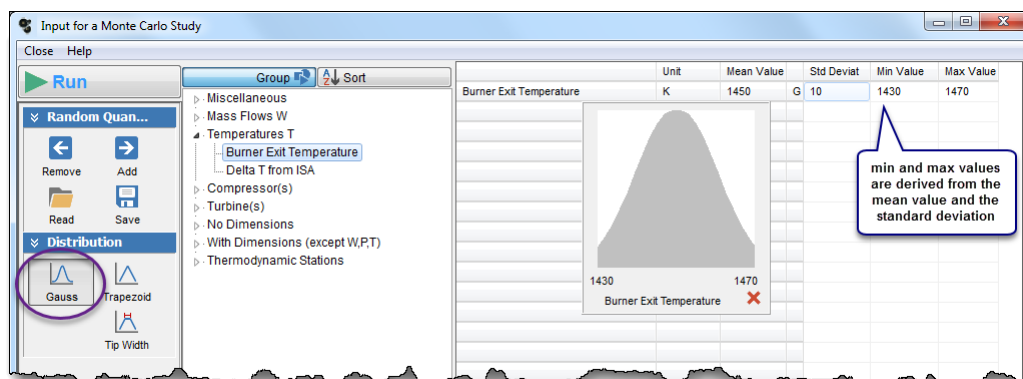 Input for a Monte Carlo Study
Close Help
Run
Random Quan...
Remove Add
Read Save
Distribution
Gauss Trapezoid
Tip Width
Group Sort
Miscellaneous
Mass Flows W
Temperatures T
Burner Exit Temperature
Delta T from ISA
Compressor(s)
Turbine(s)
No Dimensions
With Dimensions (except W,P,T)
Thermodynamic Stations
Unit Mean Value Std Deviat Min Value Max Value
Burner Exit Temperature K 1450 G 10 1430 1470
1430 1470
Burner Exit Temperature
min and max values
are derived from the
mean value and the
standard deviation